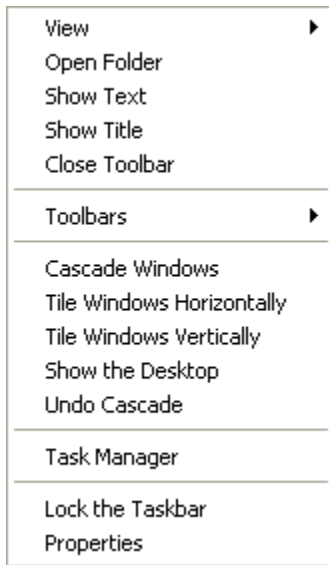 View
Open Folder
Show Text
Show Title
Close Toolbar
Toolbars
Cascade Windows
Tile Windows Horizontally
Tile Windows Vertically
Show the Desktop
Undo Cascade
Task Manager
Lock the Taskbar
Properties